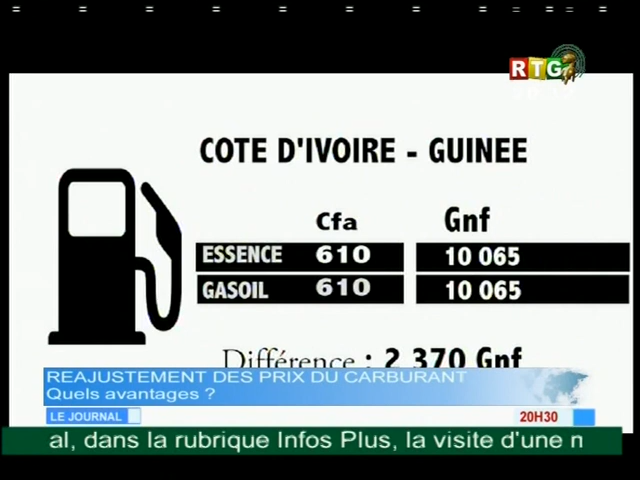 RTG
COTE D'IVOIRE - GUINEE
Cfa Gnf
ESSENCE 610 10 065
GASOIL 610 10 065
Différence : 2 370 Gnf
REAJUSTEMENT DES PRIX DU CARBURANT
Quels avantages ?
LE JOURNAL 20H30
al, dans la rubrique Infos Plus, la visite d'une